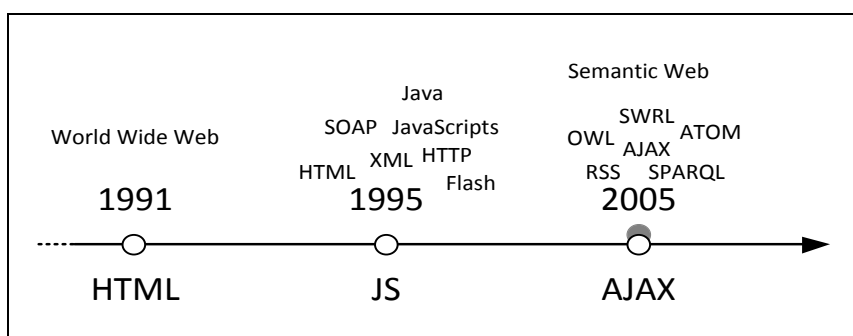 Semantic Web
Java
World Wide Web
SOAP JavaScripts
SWRL
OWL ATOM
AJAX
HTML XML HTTP
Flash
RSS SPARQL
1991 1995 2005
HTML JS AJAX